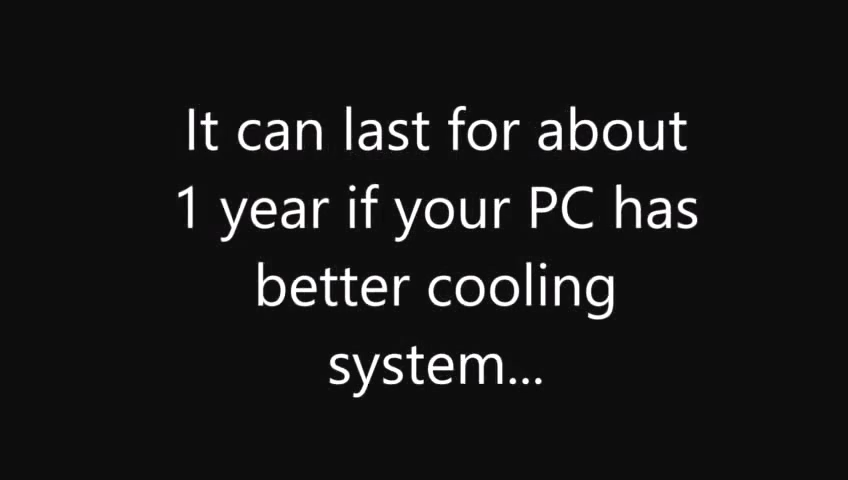 It can last for about
1 year if your PC has
better cooling
system...